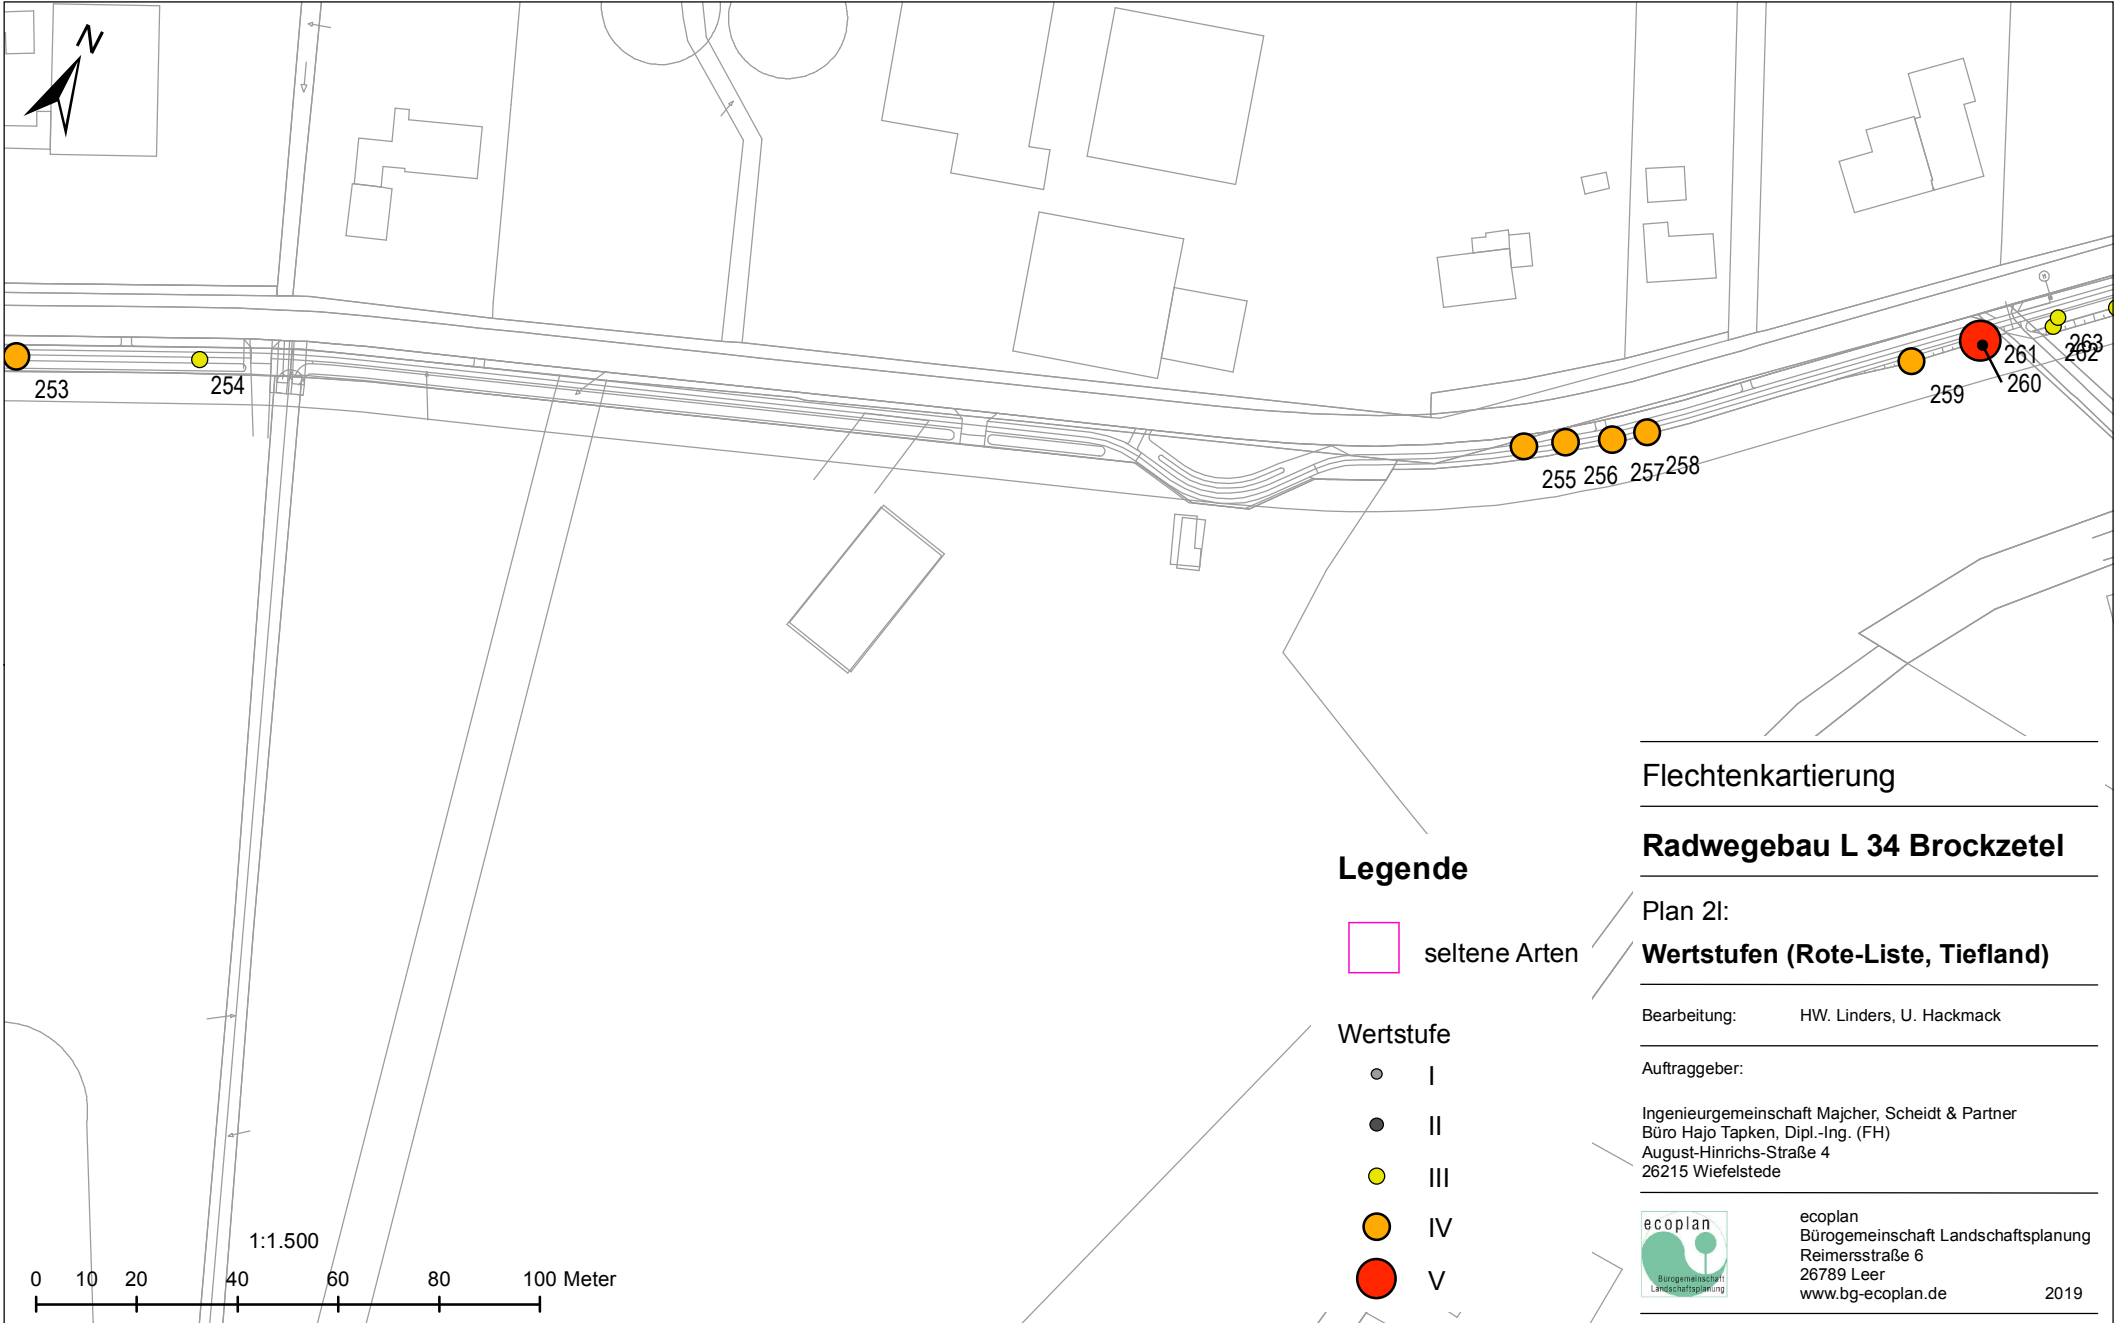 N
253
254
255
256
257
258
259
260
261
262
263
Flechtenkartierung
Radwegebau L 34 Brockzetel
Plan 2l:
Wertstufen (Rote-Liste, Tiefland)
Bearbeitung: HW. Linders, U. Hackmack
Auftraggeber:
Ingenieurgemeinschaft Majcher, Scheidt & Partner
Büro Hajo Tapken, Dipl.-Ing. (FH)
August-Hinrichs-Straße 4
26215 Wiefelstede
ecoplan
Bürogemeinschaft
Landschaftsplanung
ecoplan
Bürogemeinschaft Landschaftsplanung
Reimersstraße 6
26789 Leer
www.bg-ecoplan.de 2019
Legende
seltene Arten
Wertstufe
I
II
III
IV
V
1:1.500
0 10 20 40 60 80 100 Meter